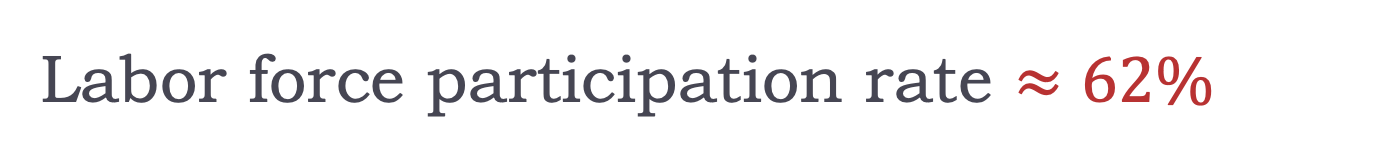 Labor force participation rate ≈ 62%